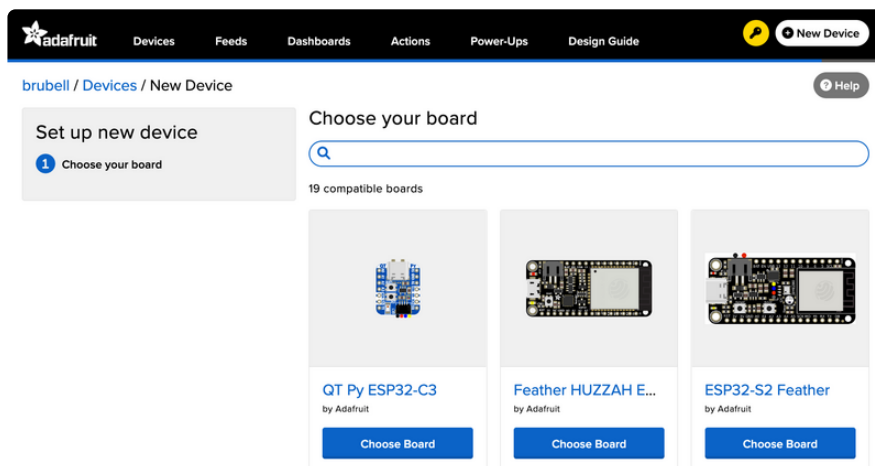 adafruit Devices Feeds Dashboards Actions Power-Ups Design Guide New Device
brubell / Devices / New Device Help
Set up new device
1 Choose your board
Choose your board
19 compatible boards
QT Py ESP32-C3 Feather HUZZAH E... ESP32-S2 Feather
by Adafruit by Adafruit by Adafruit
Choose Board Choose Board Choose Board